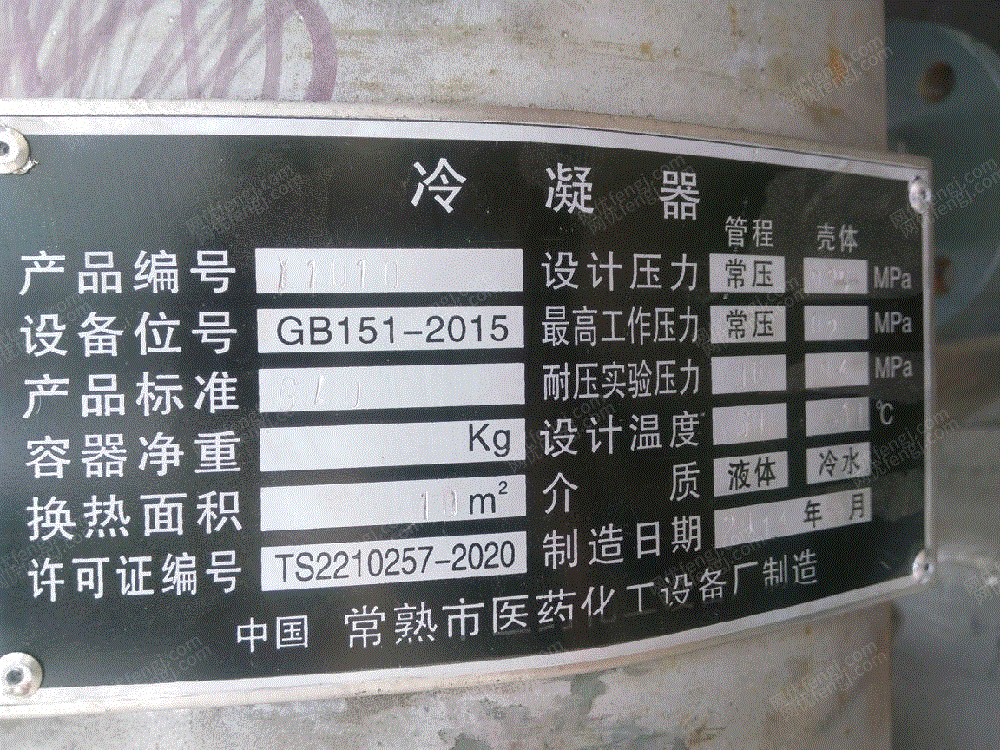 冷凝器
管程 壳体
产品编号 设计压力 常压 MPa
设备位号 GB151-2015 最高工作压力 常压 MPa
产品标准 耐压实验压力 MPa
容器净重 Kg 设计温度 ℃
换热面积 10 m² 介质 液体 冷水
许可证编号 TS2210257-2020 制造日期 年 月
中国 常熟市医药化工设备厂制造